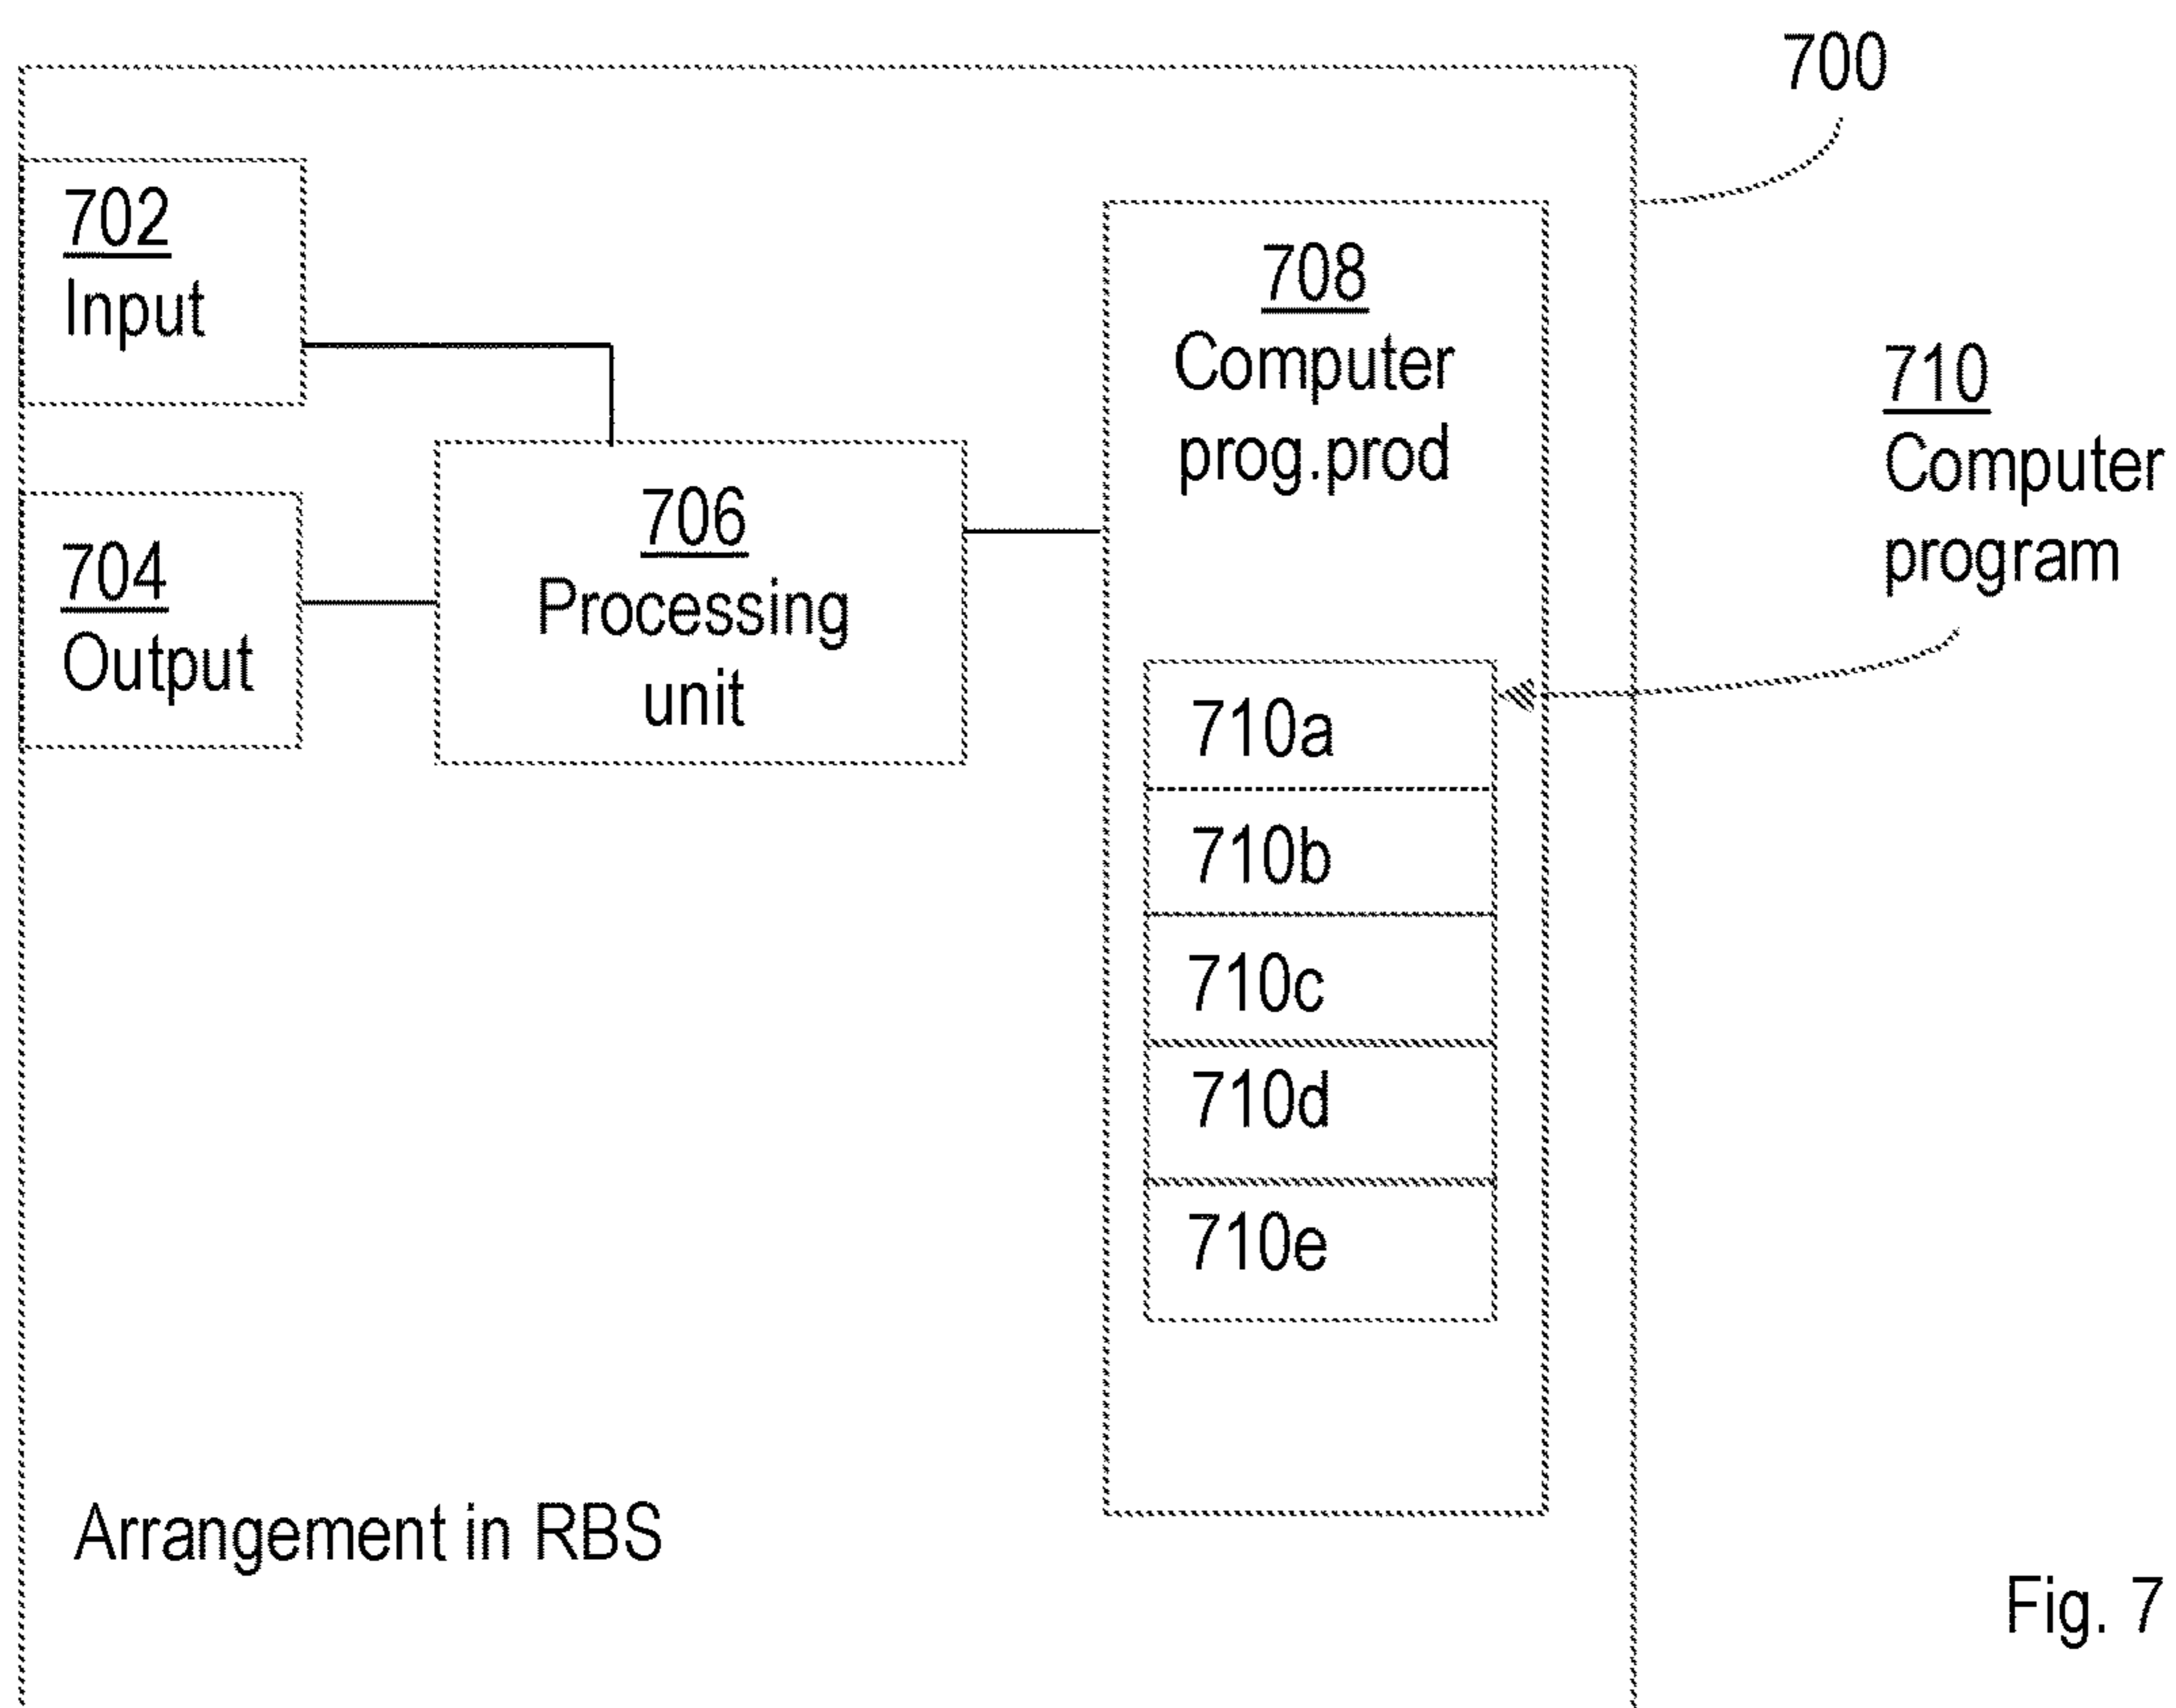 700
702
Input
704
Output
706
Processing
unit
708
Computer
prog.prod
710
Computer
program
710a
710b
710c
710d
710e
Arrangement in RBS
Fig. 7